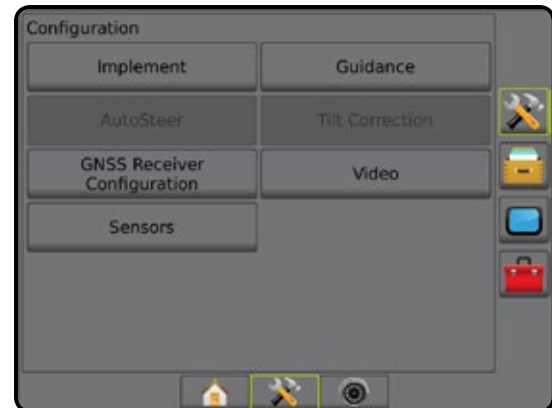 Configuration
Implement
Guidance
AutoSteer
Tilt Correction
GNSS Receiver
Configuration
Video
Sensors